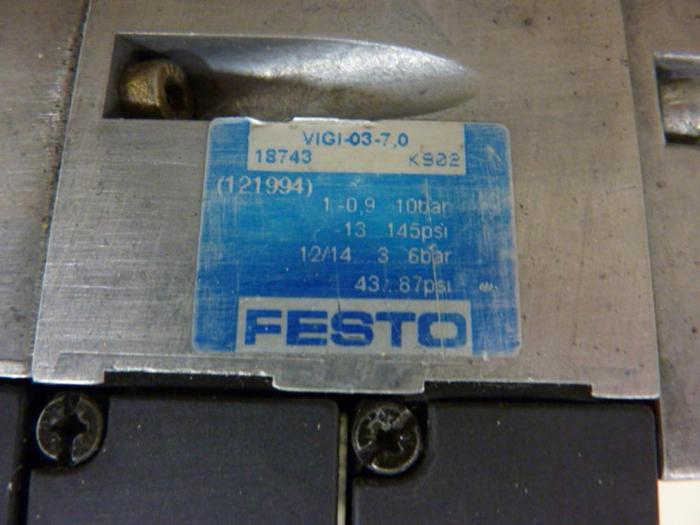 VIGI-03-7,0
18743 K902
(121994)
1 -0,9...10bar
-13...145psi
12/14...3...6bar
43...87psi
FESTO